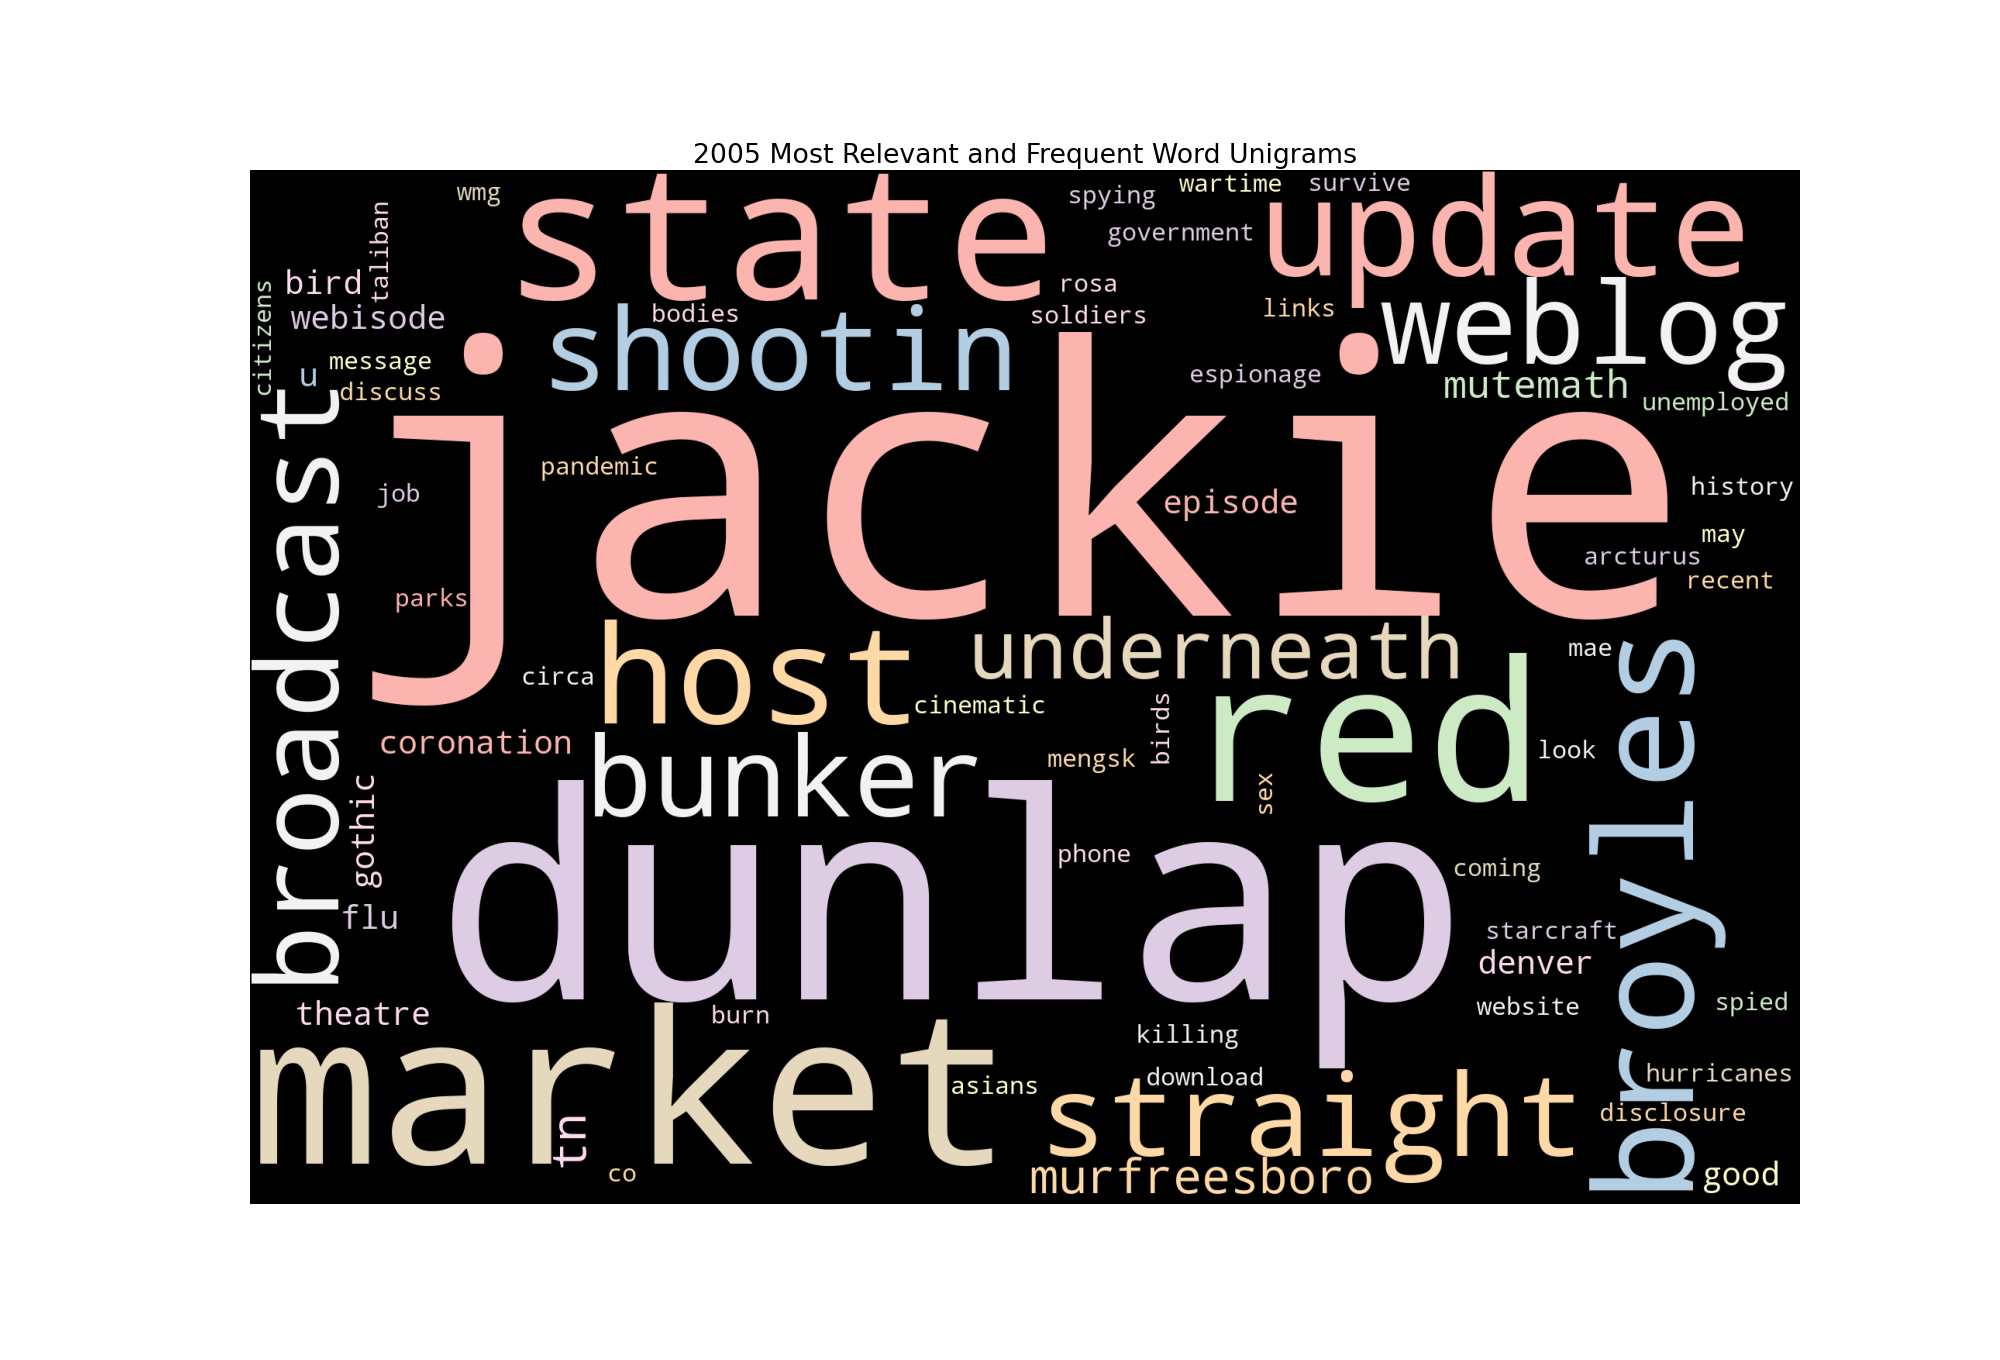 2005 Most Relevant and Frequent Word Unigrams
wmg
state
spying
wartime
survive
update
government
taliban
bird
citizens
webisode
rosa
bodies
soldiers
links
weblog
shootin
message
u
discuss
espionage
mutemath
unemployed
broadcast
jackie
pandemic
job
episode
history
may
arcturus
recent
parks
host
underneath
mae
circa
cinematic
birds
red
broyles
coronation
bunker
mengsk
look
sex
gothic
dunlap
phone
coming
flu
starcraft
denver
theatre
burn
website
spied
market
killing
download
asians
hurricanes
straight
disclosure
tn
co
murfreesboro
good